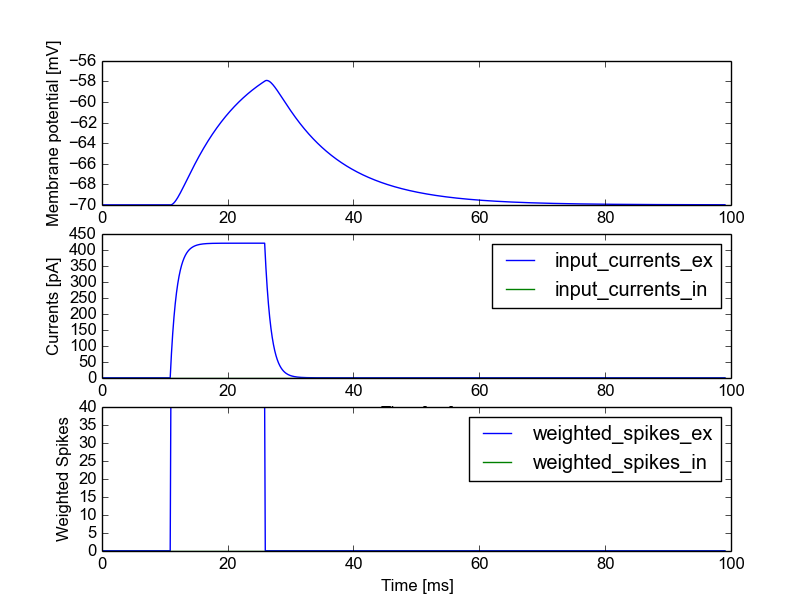 Membrane potential [mV]
−56
−58
−60
−62
−64
−66
−68
−70
0 20 40 60 80 100
Currents [pA]
450
400
350
300
250
200
150
100
50
0
input_currents_ex
input_currents_in
0 20 40 60 80 100
Weighted Spikes
40
35
30
25
20
15
10
5
0
weighted_spikes_ex
weighted_spikes_in
0 20 40 60 80 100
Time [ms]